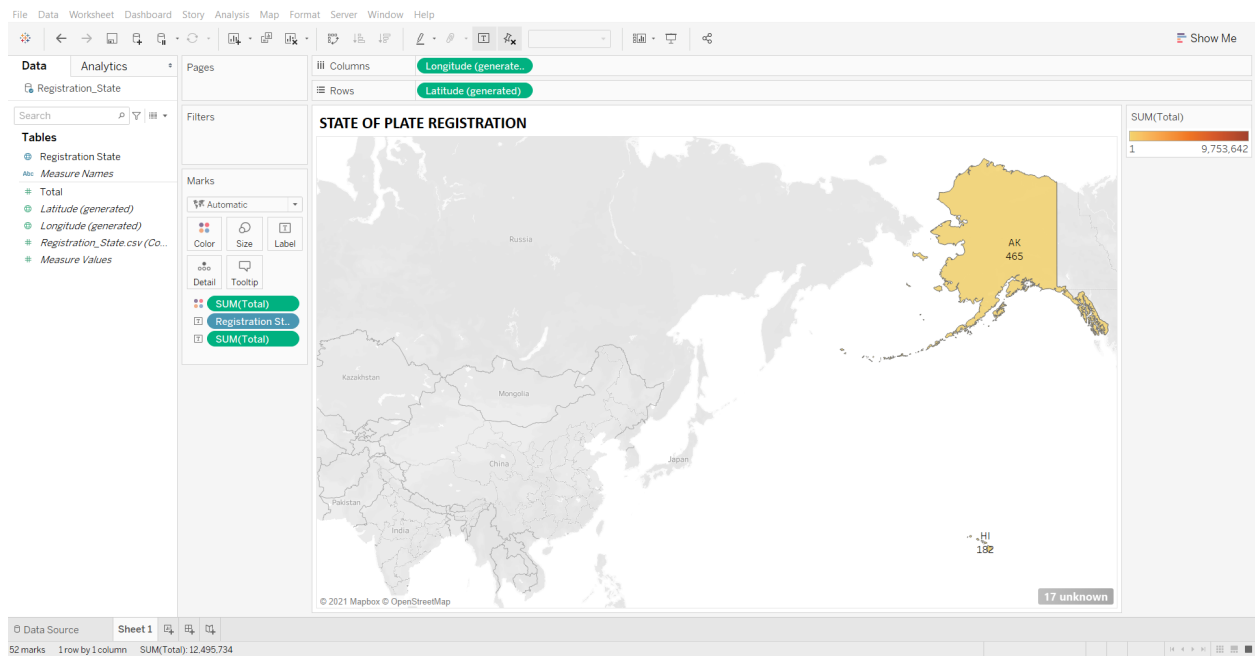 File Data Worksheet Dashboard Story Analysis Map Format Server Window Help
Show Me
Data Analytics
Registration_State
Search
Tables
Registration State
Abc Measure Names
# Total
Latitude (generated)
Longitude (generated)
# Registration_State.csv (Co...
# Measure Values
Pages
Filters
Marks
Automatic
Color Size Label
Detail Tooltip
SUM(Total)
Registration St..
SUM(Total)
iii Columns Longitude (generate..
Rows Latitude (generated)
STATE OF PLATE REGISTRATION
Russia
AK
465
Kazakhstan
Mongolia
China
Japan
Pakistan
India
HI
182
© 2021 Mapbox © OpenStreetMap
17 unknown
SUM(Total)
1 9,753,642
Data Source Sheet 1
52 marks 1 row by 1 column SUM(Total): 12,495,734